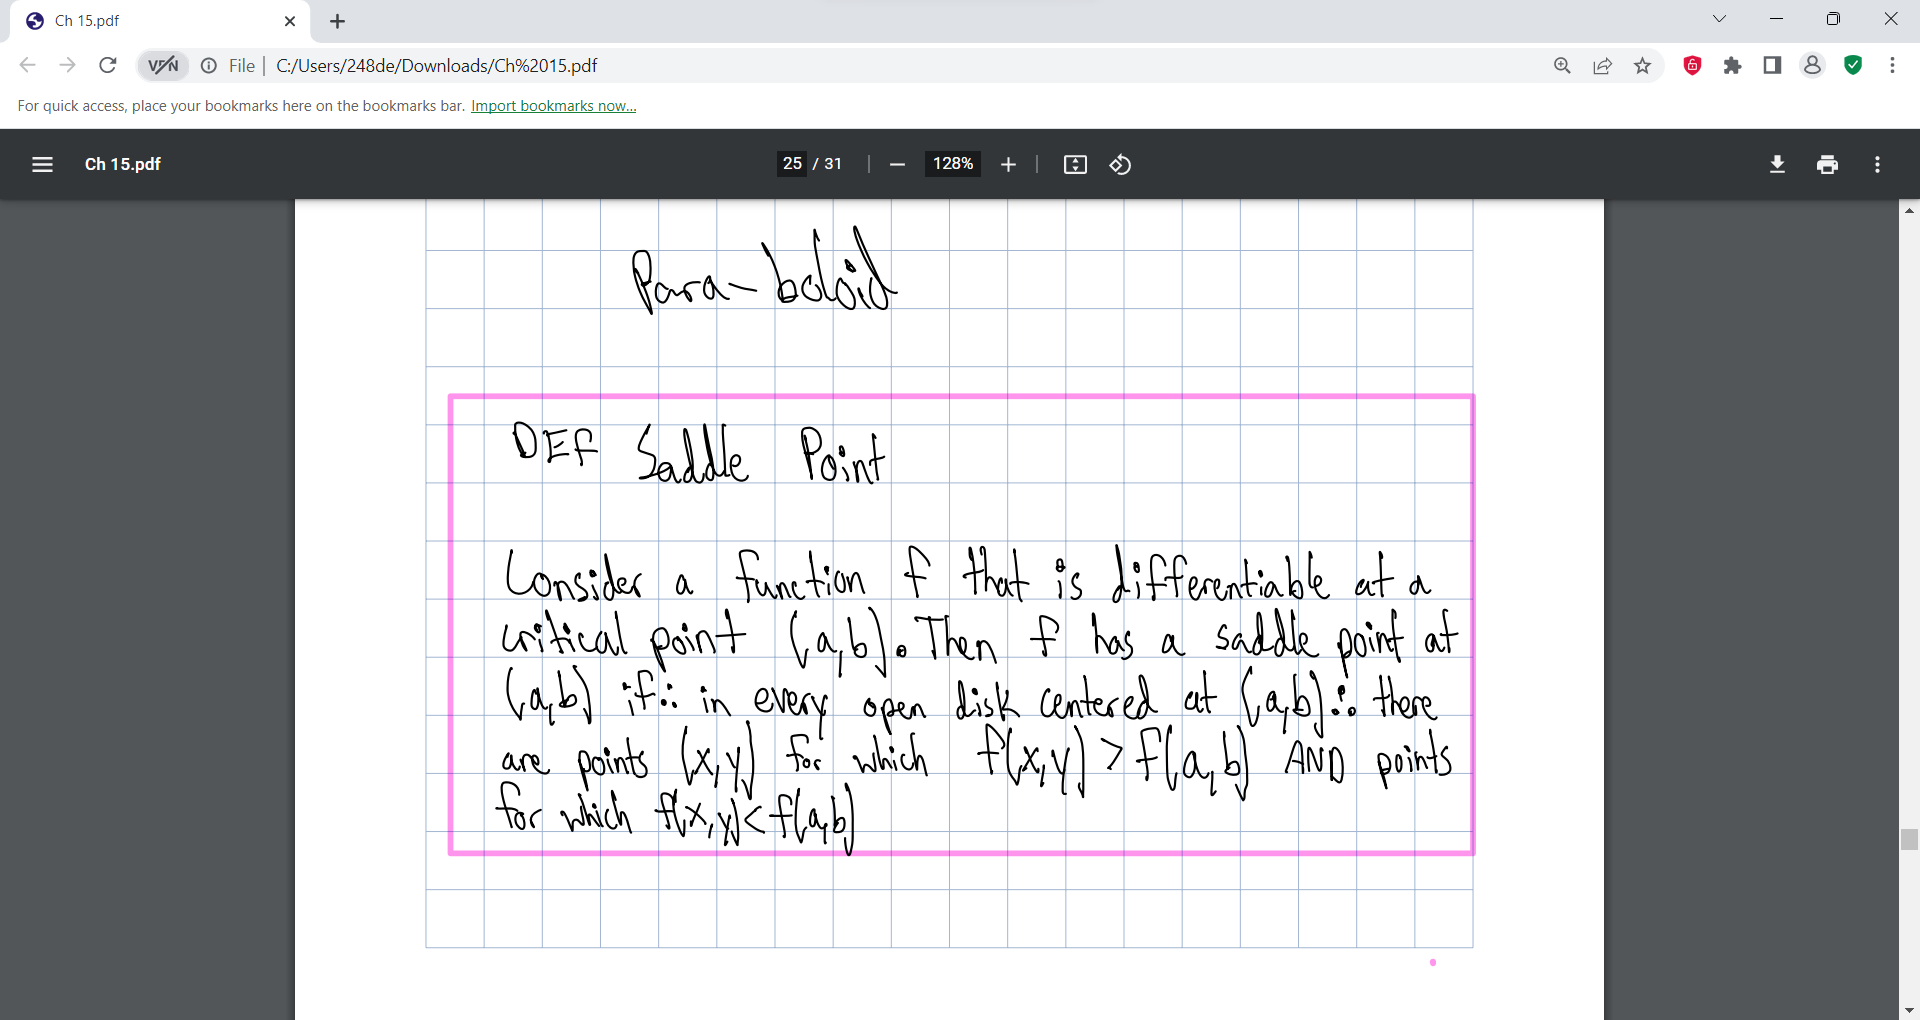 Ch 15.pdf
VPN File C:/Users/248de/Downloads/Ch%2015.pdf
For quick access, place your bookmarks here on the bookmarks bar. Import bookmarks now...
Ch 15.pdf 25 / 31 128%
Para-boloid
DEF Saddle Point
Consider a function f that is differentiable at a
critical point (a,b). Then f has a saddle point at
(a,b) if: in every open disk centered at (a,b): there
are points (x,y) for which f(x,y) > f(a,b) AND points
for which f(x,y) < f(a,b)